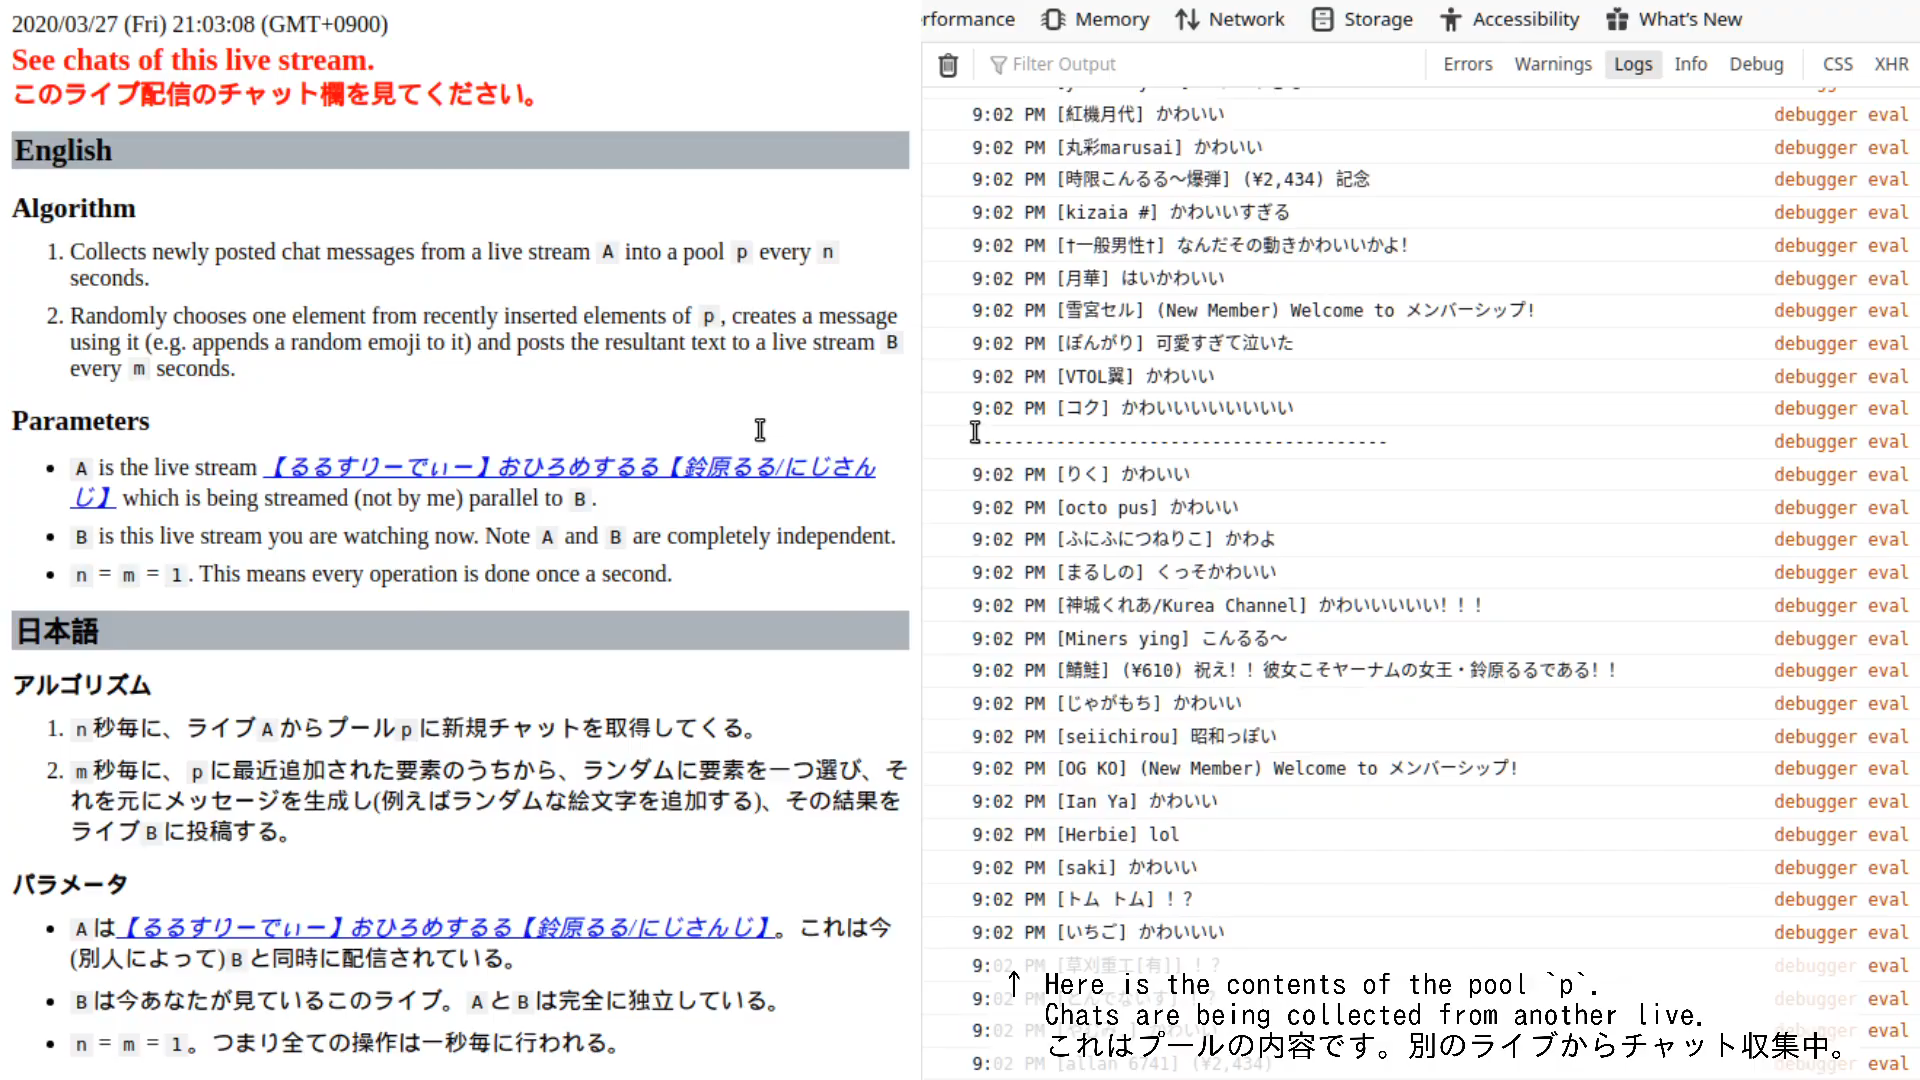 2020/03/27 (Fri) 21:03:08 (GMT+0900)
See chats of this live stream.
このライブ配信のチャット欄を見てください。
English
Algorithm
1. Collects newly posted chat messages from a live stream A into a pool p every n
seconds.
2. Randomly chooses one element from recently inserted elements of p, creates a message
using it (e.g. appends a random emoji to it) and posts the resultant text to a live stream B
every m seconds.
Parameters
• A is the live stream 【るるすりーでぃー】おひろめするる【鈴原るる/にじさん
じ】 which is being streamed (not by me) parallel to B.
• B is this live stream you are watching now. Note A and B are completely independent.
• n = m = 1. This means every operation is done once a second.
日本語
アルゴリズム
1. n秒毎に、ライブAからプールpに新規チャットを取得してくる。
2. m秒毎に、pに最近追加された要素のうちから、ランダムに要素を一つ選び、そ
れを元にメッセージを生成し(例えばランダムな絵文字を追加する)、その結果を
ライブBに投稿する。
パラメータ
• Aは【るるすりーでぃー】おひろめするる【鈴原るる/にじさんじ】。これは今
(別人によって)Bと同時に配信されている。
• Bは今あなたが見ているこのライブ。AとBは完全に独立している。
• n = m = 1。つまり全ての操作は一秒毎に行われる。
rformance Memory Network Storage Accessibility What's New
Filter Output Errors Warnings Logs Info Debug CSS XHR
9:02 PM [紅機月代] かわいい debugger eval
9:02 PM [丸彩marusai] かわいい debugger eval
9:02 PM [時限こんるる～爆弾] (¥2,434) 記念 debugger eval
9:02 PM [kizaia #] かわいいすぎる debugger eval
9:02 PM [†一般男性†] なんだその動きかわいいかよ! debugger eval
9:02 PM [月華] はいかわいい debugger eval
9:02 PM [雪宮セル] (New Member) Welcome to メンバーシップ! debugger eval
9:02 PM [ぽんがり] 可愛すぎて泣いた debugger eval
9:02 PM [VTOL翼] かわいい debugger eval
9:02 PM [コク] かわいいいいいいいい debugger eval
---------------------------------------- debugger eval
9:02 PM [りく] かわいい debugger eval
9:02 PM [octo pus] かわいい debugger eval
9:02 PM [ふにふにつねりこ] かわよ debugger eval
9:02 PM [まるしの] くっそかわいい debugger eval
9:02 PM [神城くれあ/Kurea Channel] かわいいいいい！！！ debugger eval
9:02 PM [Miners ying] こんるる～ debugger eval
9:02 PM [鯖鮭] (¥610) 祝え！！彼女こそヤーナムの女王・鈴原るるである！！ debugger eval
9:02 PM [じゃがもち] かわいい debugger eval
9:02 PM [seiichirou] 昭和っぽい debugger eval
9:02 PM [OG KO] (New Member) Welcome to メンバーシップ! debugger eval
9:02 PM [Ian Ya] かわいい debugger eval
9:02 PM [Herbie] lol debugger eval
9:02 PM [saki] かわいい debugger eval
9:02 PM [トム トム] ！？ debugger eval
9:02 PM [いちご] かわいいい debugger eval
9:02 PM [草刈重工[有]] ！？ debugger eval
↑ Here is the contents of the pool `p`.
9:02 debugger eval
Chats are being collected from another live.
9:02 debugger eval
これはプールの内容です。別のライブからチャット収集中。
9:02 [allan 6741] (¥2,434) debugger eval